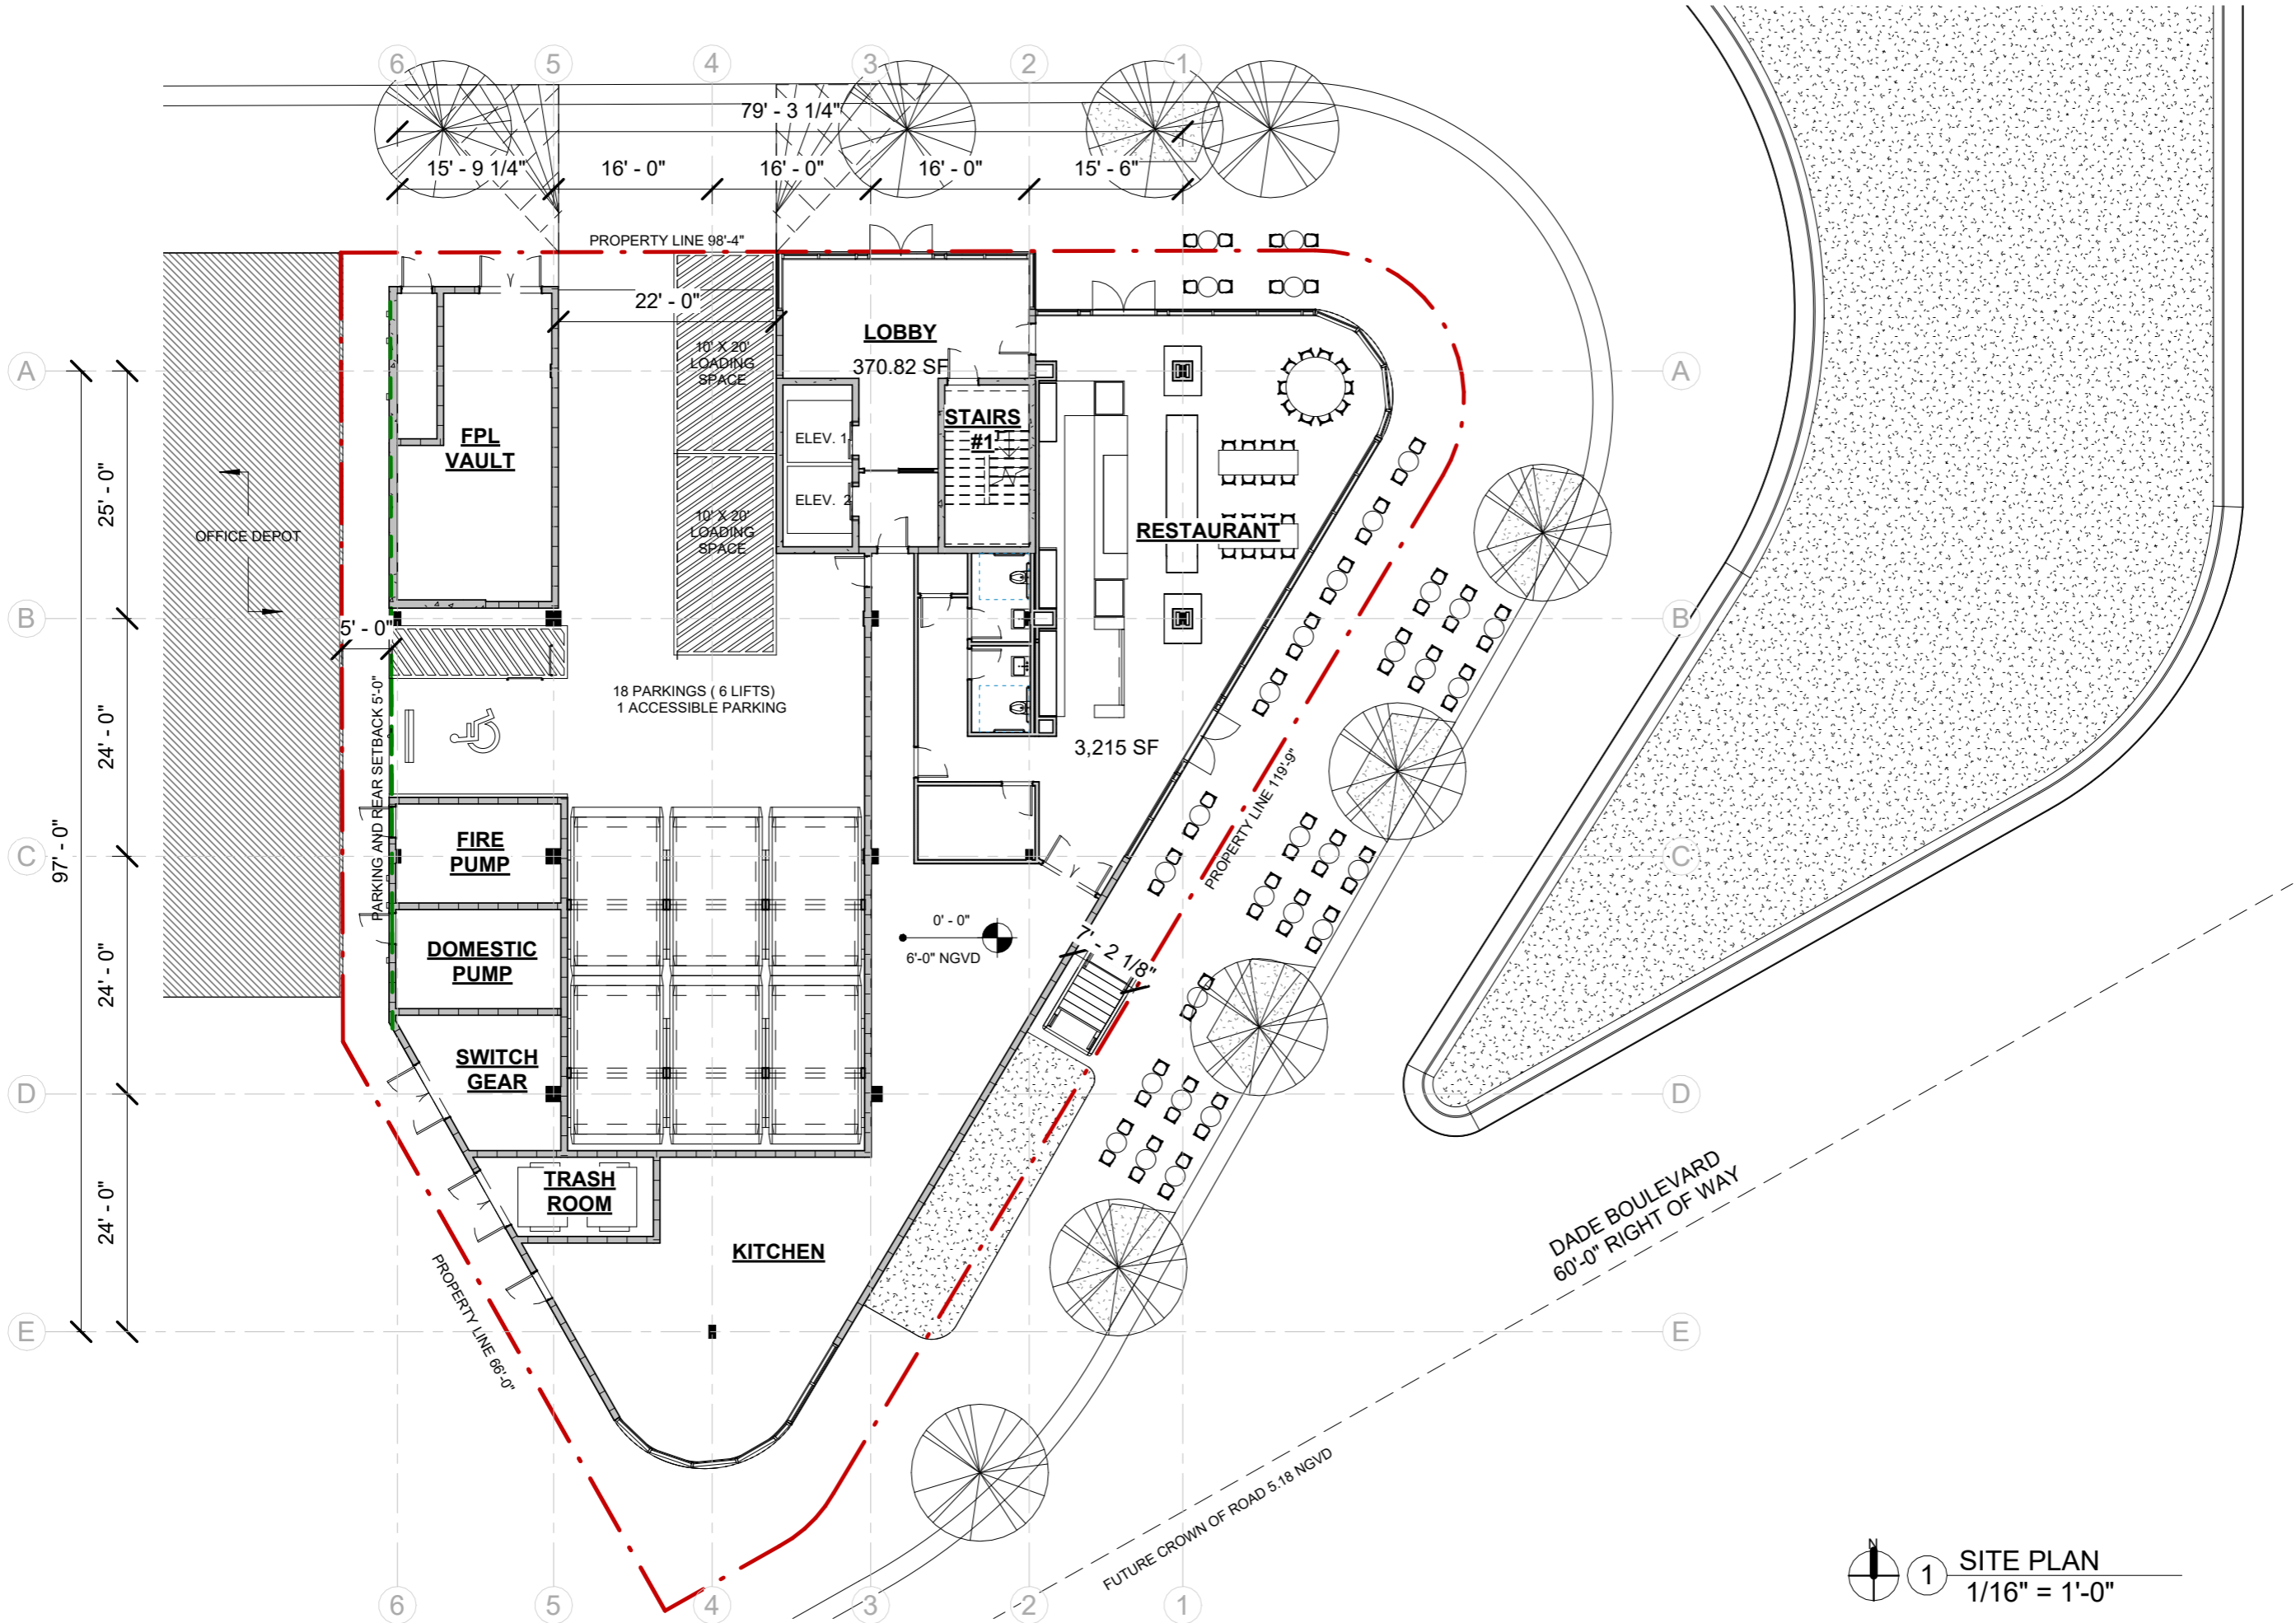 6 5 4 3 2 1
79' - 3 1/4"
15' - 9 1/4" 16' - 0" 16' - 0" 16' - 0" 15' - 6"
PROPERTY LINE 98'-4"
22' - 0"
LOBBY
370.82 SF
A A
10' X 20'
LOADING
SPACE
STAIRS
#1
FPL
VAULT
ELEV. 1
ELEV. 2
25' - 0"
10' X 20'
LOADING
SPACE
OFFICE DEPOT
RESTAURANT
B B
5' - 0"
18 PARKINGS ( 6 LIFTS)
1 ACCESSIBLE PARKING
PARKING AND REAR SETBACK 5'-0"
24' - 0"
3,215 SF
PROPERTY LINE 119'-9"
97' - 0"
FIRE
PUMP
C C
0' - 0"
6'-0" NGVD
7' - 2 1/8"
DOMESTIC
PUMP
24' - 0"
SWITCH
GEAR
D D
TRASH
ROOM
24' - 0"
KITCHEN
DADE BOULEVARD
60'-0" RIGHT OF WAY
PROPERTY LINE 66'-0"
E E
FUTURE CROWN OF ROAD 5.18 NGVD
N
1 SITE PLAN
1/16" = 1'-0"
6 5 4 3 2 1